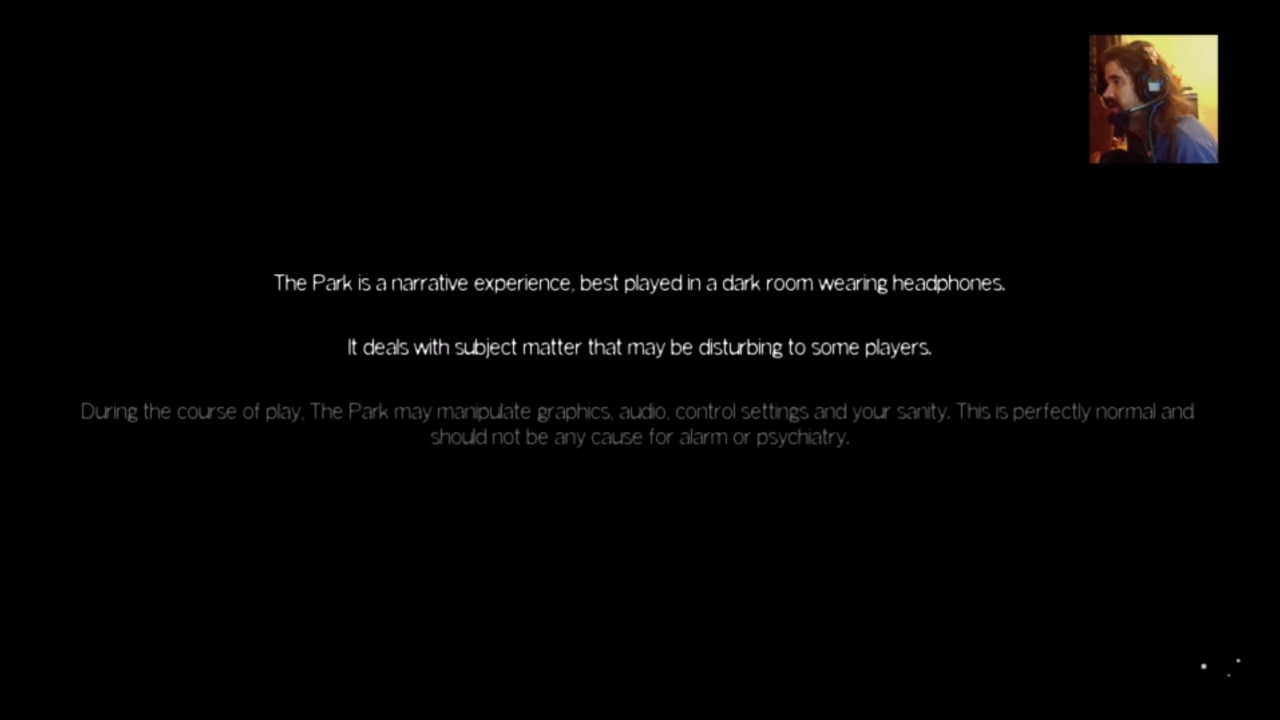 The Park is a narrative experience, best played in a dark room wearing headphones.
It deals with subject matter that may be disturbing to some players.
During the course of play, The Park may manipulate graphics, audio, control settings and your sanity. This is perfectly normal and
should not be any cause for alarm or psychiatry.